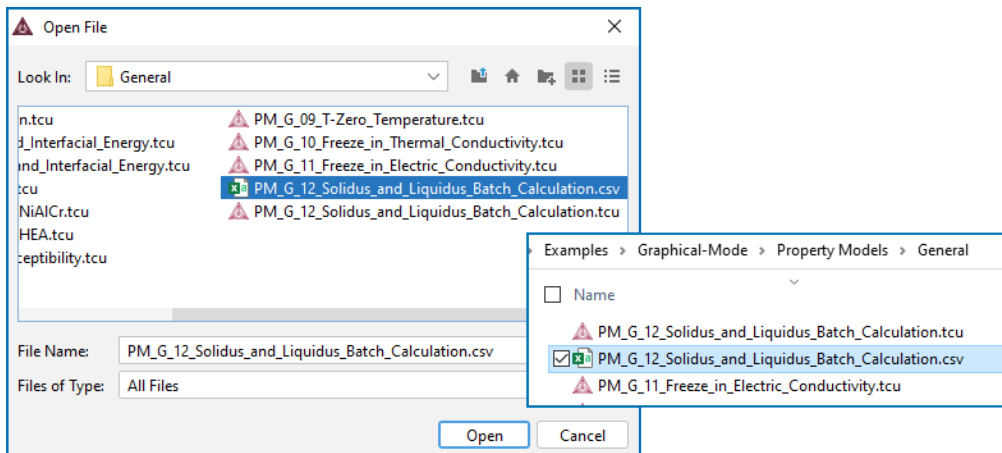 Open File
Look In: General
n.tcu
d_Interfacial_Energy.tcu
and_Interfacial_Energy.tcu
tcu
NiAlCr.tcu
HEA.tcu
ceptibility.tcu
PM_G_09_T-Zero_Temperature.tcu
PM_G_10_Freeze_in_Thermal_Conductivity.tcu
PM_G_11_Freeze_in_Electric_Conductivity.tcu
PM_G_12_Solidus_and_Liquidus_Batch_Calculation.csv
PM_G_12_Solidus_and_Liquidus_Batch_Calculation.tcu
File Name: PM_G_12_Solidus_and_Liquidus_Batch_Calculation.csv
Files of Type: All Files
Open Cancel
Examples > Graphical-Mode > Property Models > General
Name
PM_G_12_Solidus_and_Liquidus_Batch_Calculation.tcu
PM_G_12_Solidus_and_Liquidus_Batch_Calculation.csv
PM_G_11_Freeze_in_Electric_Conductivity.tcu